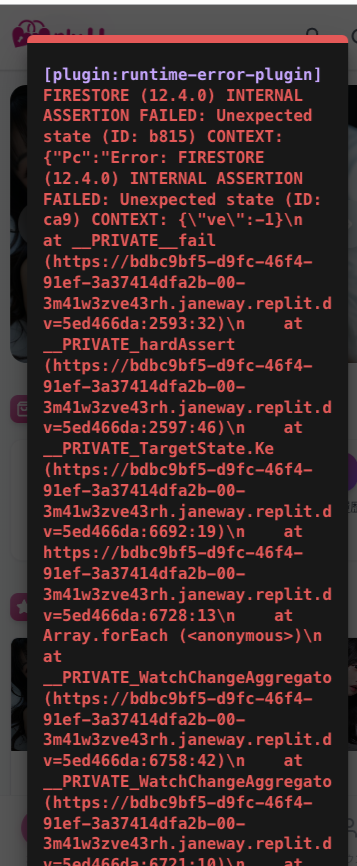 [plugin:runtime-error-plugin]
FIRESTORE (12.4.0) INTERNAL
ASSERTION FAILED: Unexpected
state (ID: b815) CONTEXT:
{"Pc":"Error: FIRESTORE
(12.4.0) INTERNAL ASSERTION
FAILED: Unexpected state (ID:
ca9) CONTEXT: {\"ve\":-1}\n
at __PRIVATE__fail
(https://bdbc9bf5-d9fc-46f4-
91ef-3a37414dfa2b-00-
3m41w3zve43rh.janeway.replit.d
v=5ed466da:2593:32)\n    at
__PRIVATE_hardAssert
(https://bdbc9bf5-d9fc-46f4-
91ef-3a37414dfa2b-00-
3m41w3zve43rh.janeway.replit.d
v=5ed466da:2597:46)\n    at
__PRIVATE_TargetState.Ke
(https://bdbc9bf5-d9fc-46f4-
91ef-3a37414dfa2b-00-
3m41w3zve43rh.janeway.replit.d
v=5ed466da:6692:19)\n    at
https://bdbc9bf5-d9fc-46f4-
91ef-3a37414dfa2b-00-
3m41w3zve43rh.janeway.replit.d
v=5ed466da:6728:13\n    at
Array.forEach (<anonymous>)\n
at
__PRIVATE_WatchChangeAggregato
(https://bdbc9bf5-d9fc-46f4-
91ef-3a37414dfa2b-00-
3m41w3zve43rh.janeway.replit.d
v=5ed466da:6758:42)\n    at
__PRIVATE_WatchChangeAggregato
(https://bdbc9bf5-d9fc-46f4-
91ef-3a37414dfa2b-00-
3m41w3zve43rh.janeway.replit.d
v=5ed466da:6721:10)\n    at